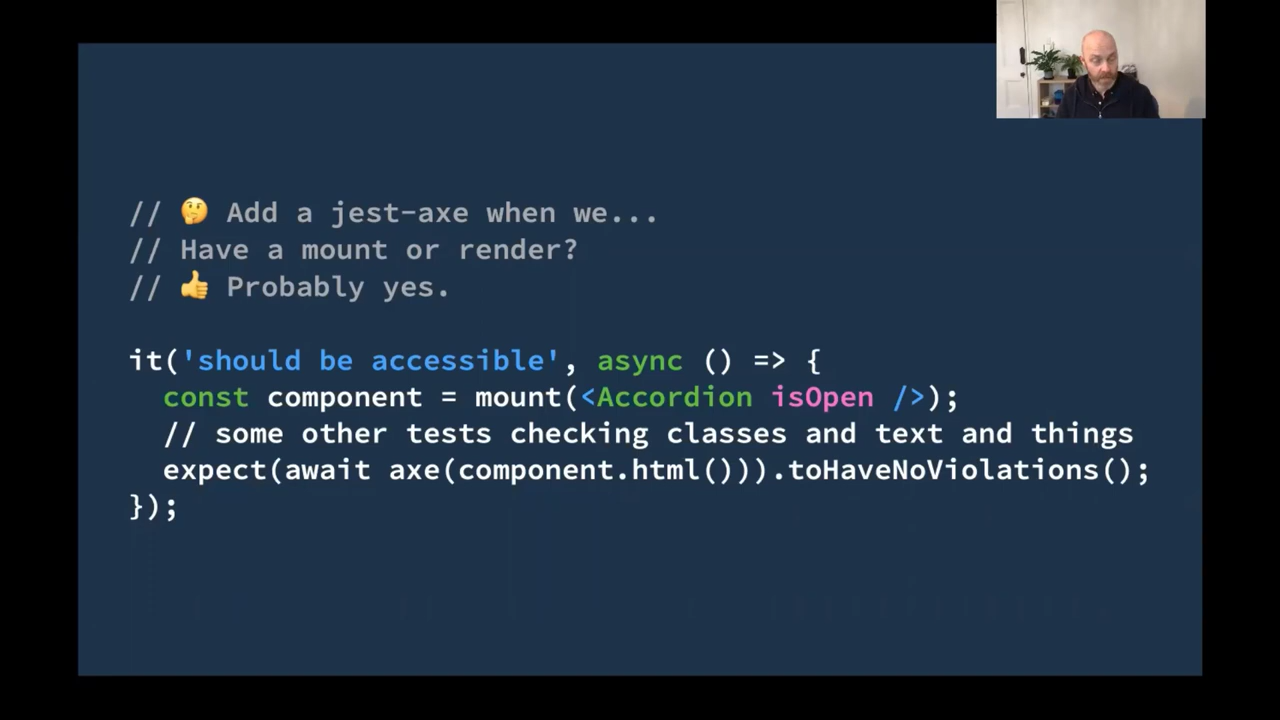 // 🤔 Add a jest-axe when we...
// Have a mount or render?
// 👍 Probably yes.
it('should be accessible', async () => {
const component = mount(<Accordion isOpen />);
// some other tests checking classes and text and things
expect(await axe(component.html())).toHaveNoViolations();
});